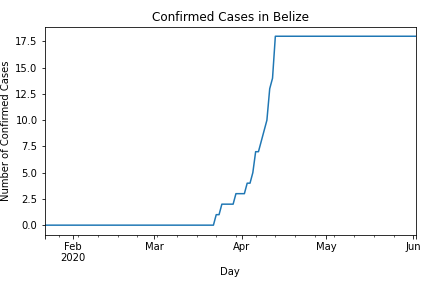 Confirmed Cases in Belize
Number of Confirmed Cases
17.5
15.0
12.5
10.0
7.5
5.0
2.5
0.0
Feb
2020
Mar
Apr
May
Jun
Day